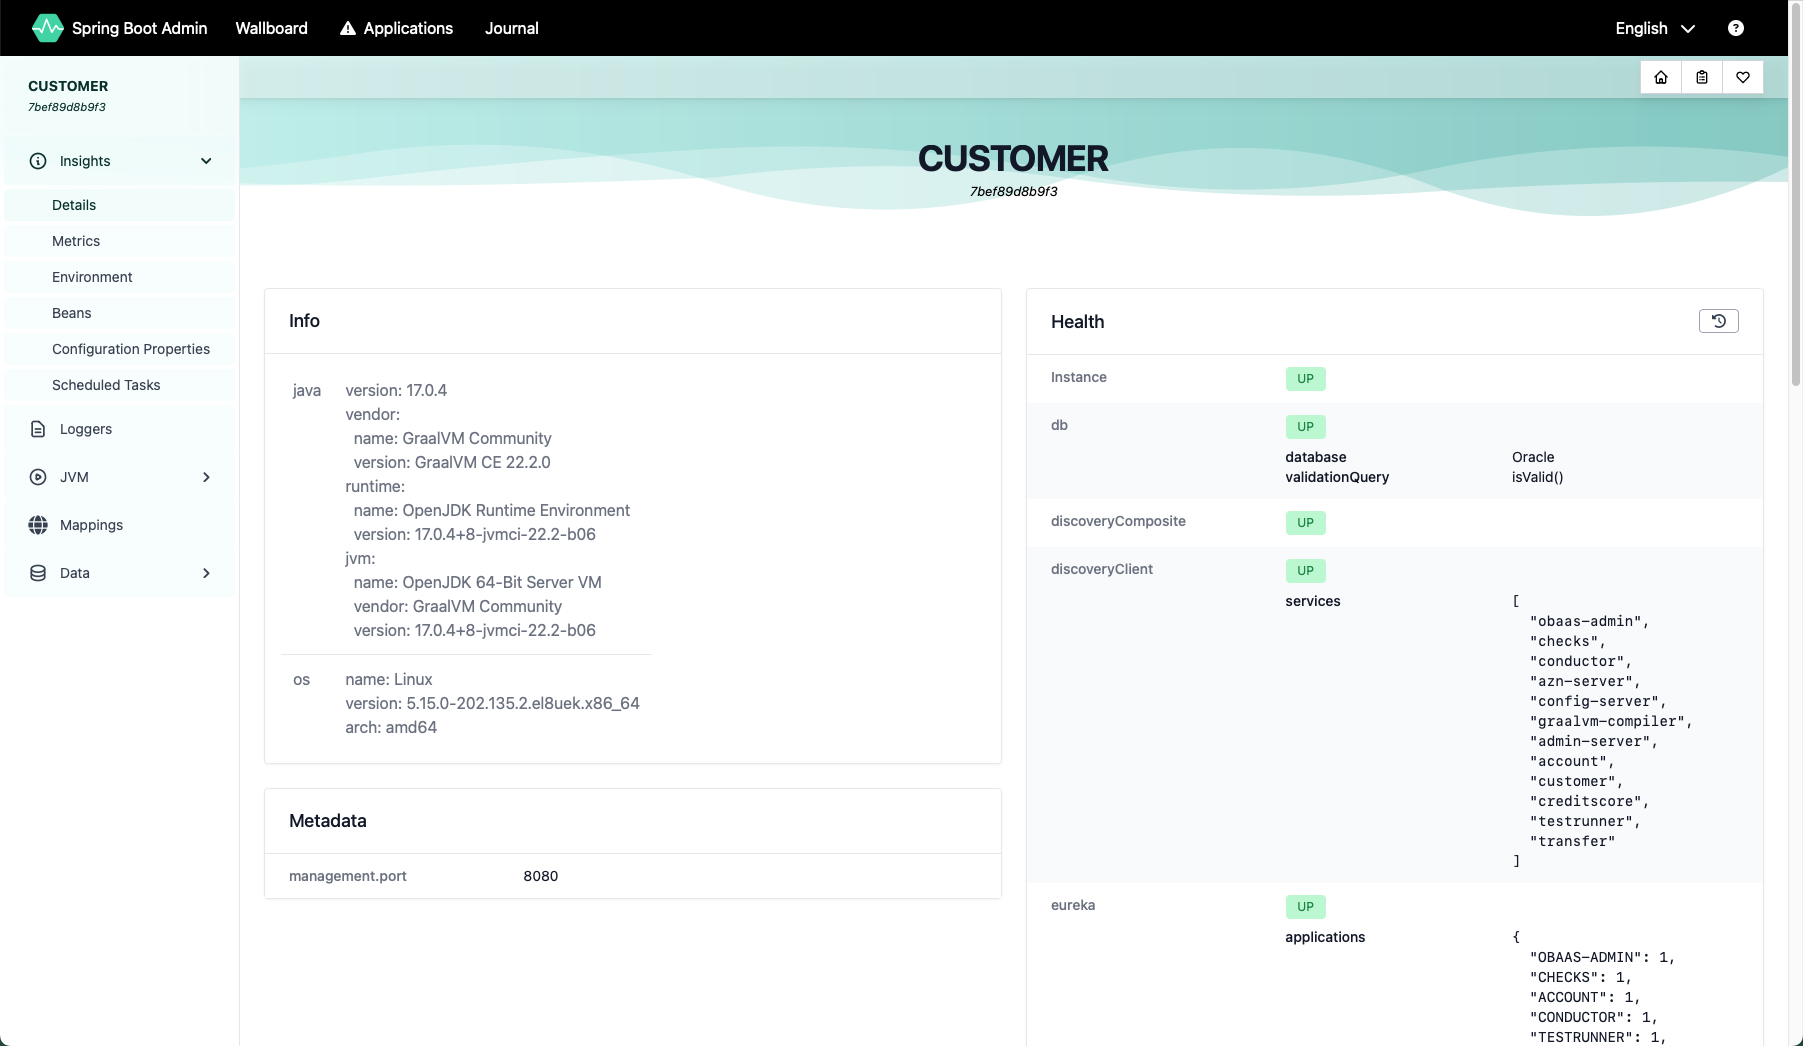 Spring Boot Admin
Wallboard
Applications
Journal
English
CUSTOMER
7bef89d8b9f3
Insights
Details
Metrics
Environment
Beans
Configuration Properties
Scheduled Tasks
Loggers
JVM
Mappings
Data
CUSTOMER
7bef89d8b9f3
Info
java version: 17.0.4
vendor:
name: GraalVM Community
version: GraalVM CE 22.2.0
runtime:
name: OpenJDK Runtime Environment
version: 17.0.4+8-jvmci-22.2-b06
jvm:
name: OpenJDK 64-Bit Server VM
vendor: GraalVM Community
version: 17.0.4+8-jvmci-22.2-b06
os name: Linux
version: 5.15.0-202.135.2.el8uek.x86_64
arch: amd64
Metadata
management.port 8080
Health
Instance UP
db UP
database Oracle
validationQuery isValid()
discoveryComposite UP
discoveryClient UP
services [
"obaas-admin",
"checks",
"conductor",
"azn-server",
"config-server",
"graalvm-compiler",
"admin-server",
"account",
"customer",
"creditscore",
"testrunner",
"transfer"
]
eureka UP
applications {
"OBAAS-ADMIN": 1,
"CHECKS": 1,
"ACCOUNT": 1,
"CONDUCTOR": 1,
"TESTRUNNER": 1,